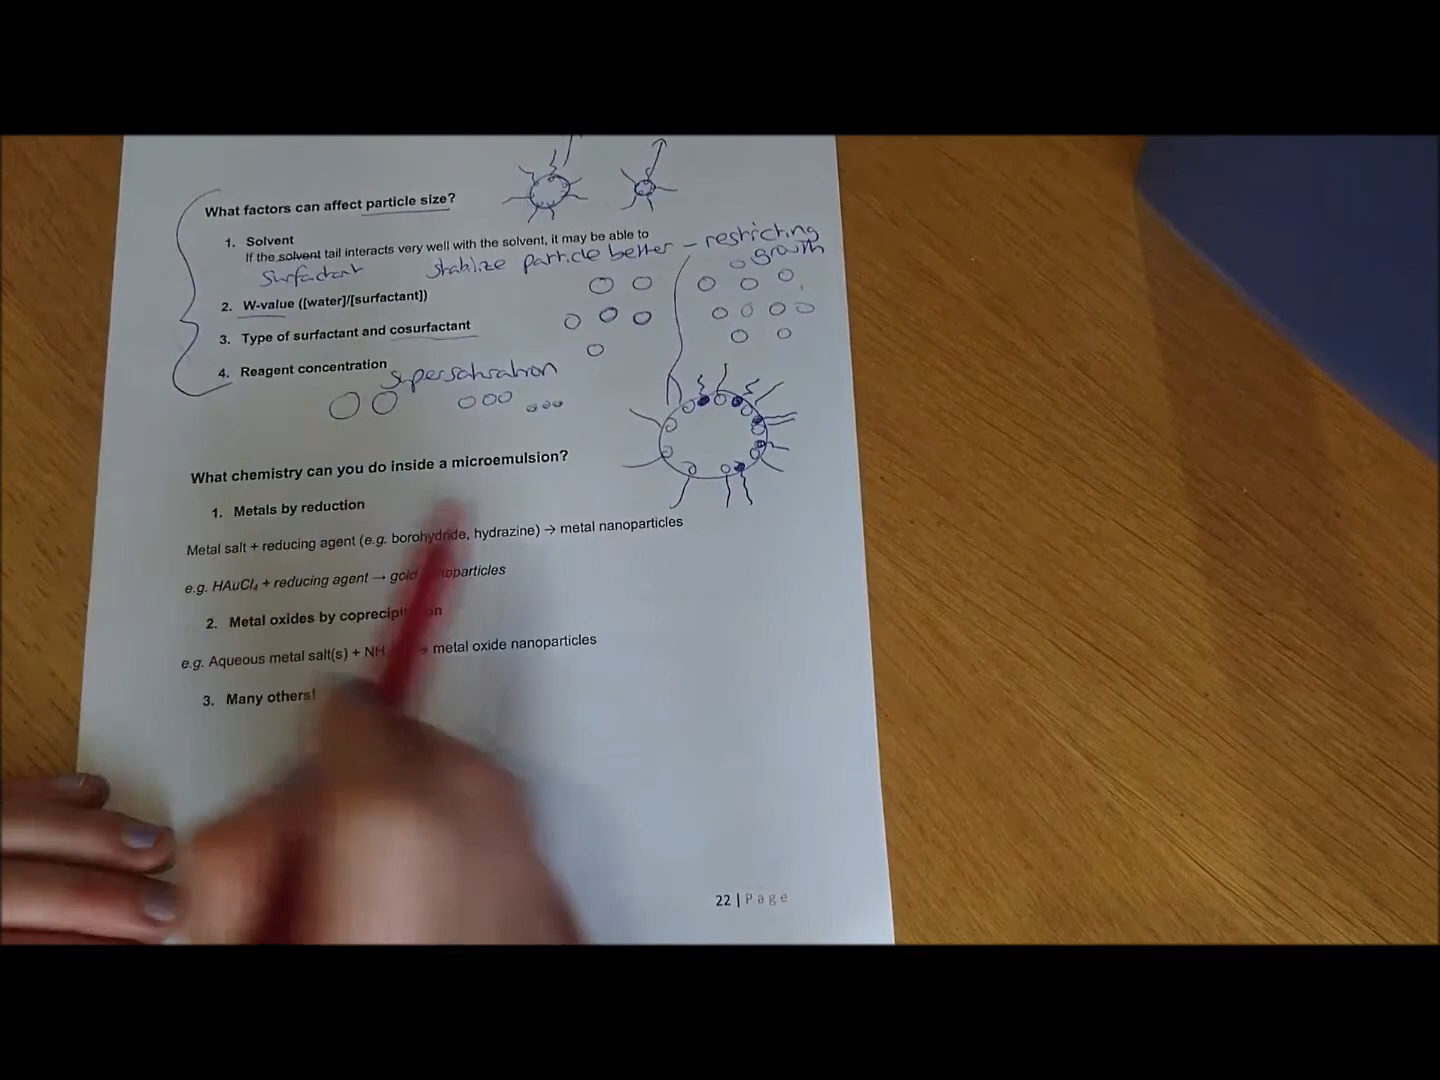 What factors can affect particle size?
1. Solvent
If the solvent tail interacts very well with the solvent, it may be able to
Surfactant stablize particle better – restricting
growth
2. W-value ([water]/[surfactant])
3. Type of surfactant and cosurfactant
4. Reagent concentration
supersaturation
What chemistry can you do inside a microemulsion?
1. Metals by reduction
Metal salt + reducing agent (e.g. borohydride, hydrazine) → metal nanoparticles
e.g. HAuCl₄ + reducing agent → gold nanoparticles
2. Metal oxides by coprecipitation
e.g. Aqueous metal salt(s) + NH → metal oxide nanoparticles
3. Many others!
22 | Page